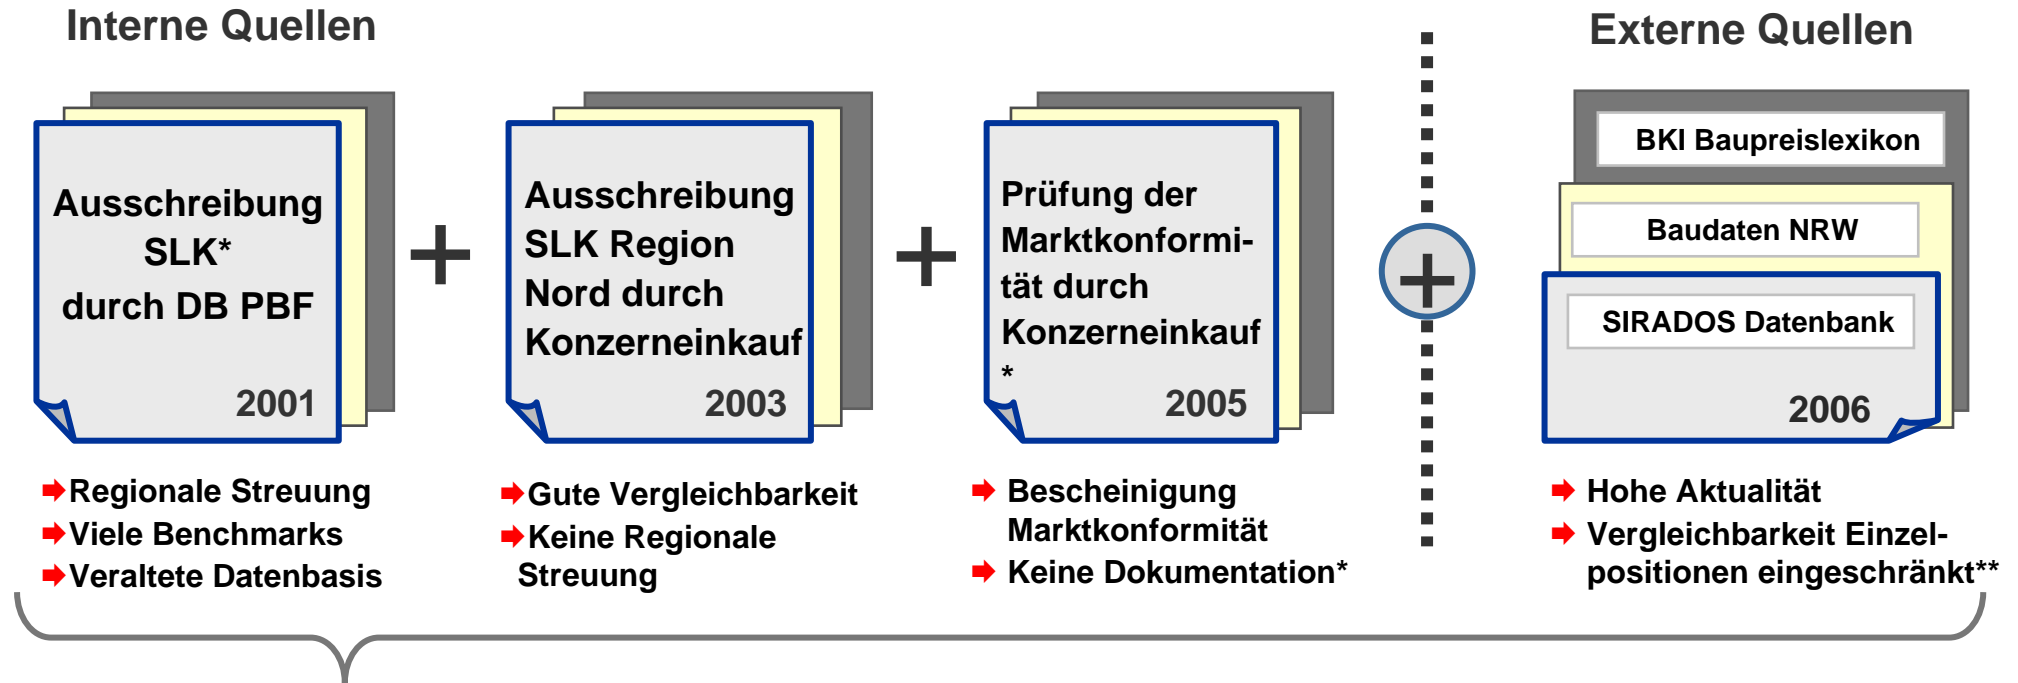 Interne Quellen
Ausschreibung
SLK*
durch DB PBF
2001
Regionale Streuung
Viele Benchmarks
Veraltete Datenbasis
+
Ausschreibung
SLK Region
Nord durch
Konzerneinkauf
2003
Gute Vergleichbarkeit
Keine Regionale
Streuung
+
Prüfung der
Marktkonformi-
tät durch
Konzerneinkauf
*
2005
Bescheinigung
Marktkonformität
Keine Dokumentation*
+
Externe Quellen
BKI Baupreislexikon
Baudaten NRW
SIRADOS Datenbank
2006
Hohe Aktualität
Vergleichbarkeit Einzel-
positionen eingeschränkt**